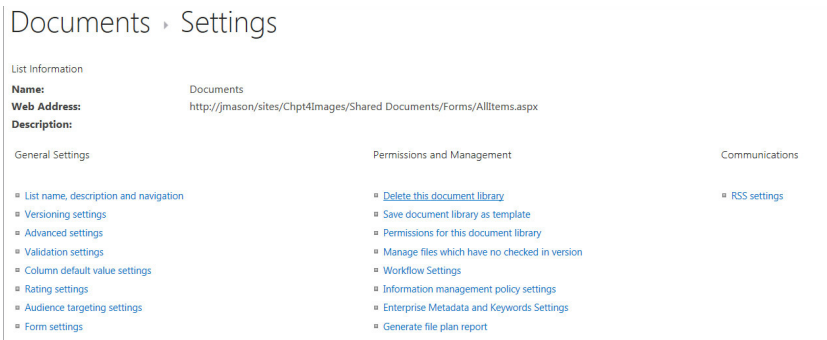 Documents ▸ Settings
List Information
Name: Documents
Web Address: http://jmason/sites/Chpt4Images/Shared Documents/Forms/AllItems.aspx
Description:
General Settings Permissions and Management Communications
List name, description and navigation Delete this document library RSS settings
Versioning settings Save document library as template
Advanced settings Permissions for this document library
Validation settings Manage files which have no checked in version
Column default value settings Workflow Settings
Rating settings Information management policy settings
Audience targeting settings Enterprise Metadata and Keywords Settings
Form settings Generate file plan report